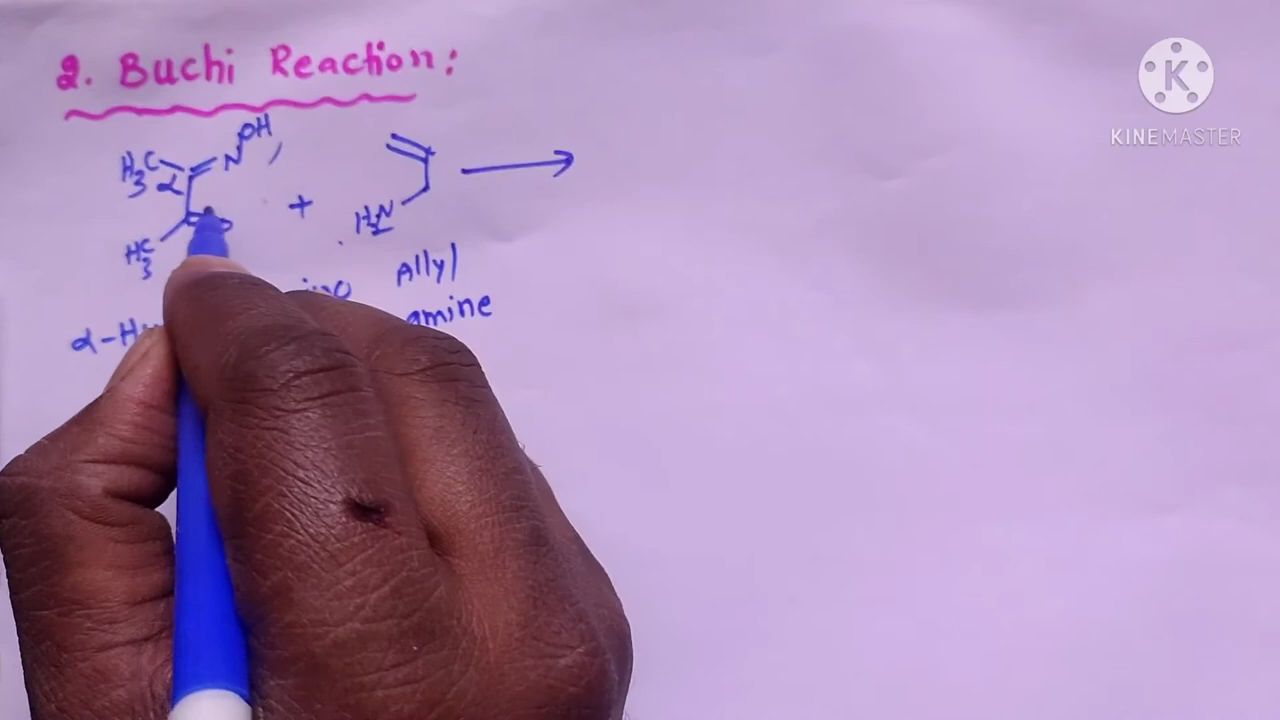 2. Buchi Reaction:
KINEMASTER
OH
H3C
α
N
+
H2N
H3C
Allyl
amine